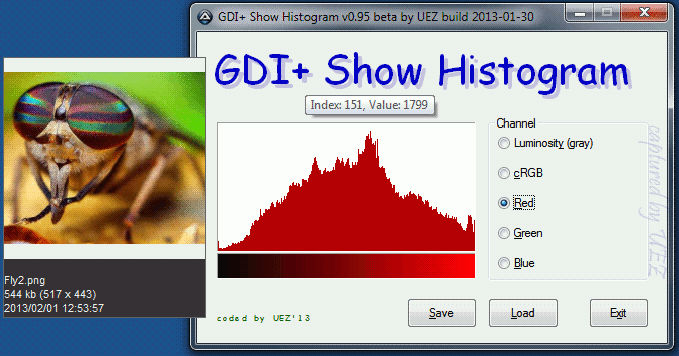 GDI+ Show Histogram v0.95 beta by UEZ build 2013-01-30
GDI+ Show Histogram
Index: 151, Value: 1799
Channel
Luminosity (gray)
cRGB
Red
Green
Blue
captured by UEZ
Fly2.png
544 kb (517 x 443)
2013/02/01 12:53:57
coded by UEZ'13
Save
Load
Exit